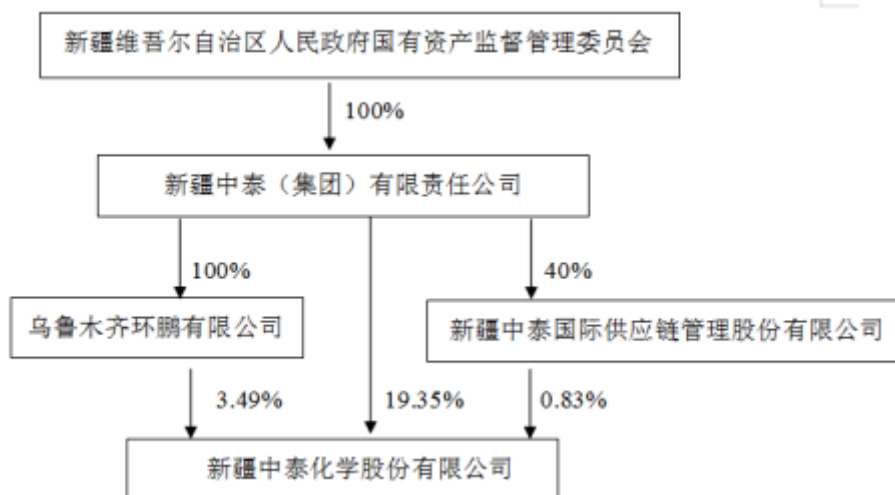 新疆维吾尔自治区人民政府国有资产监督管理委员会
100%
新疆中泰（集团）有限责任公司
100%
40%
乌鲁木齐环鹏有限公司
新疆中泰国际供应链管理股份有限公司
3.49%
19.35%
0.83%
新疆中泰化学股份有限公司